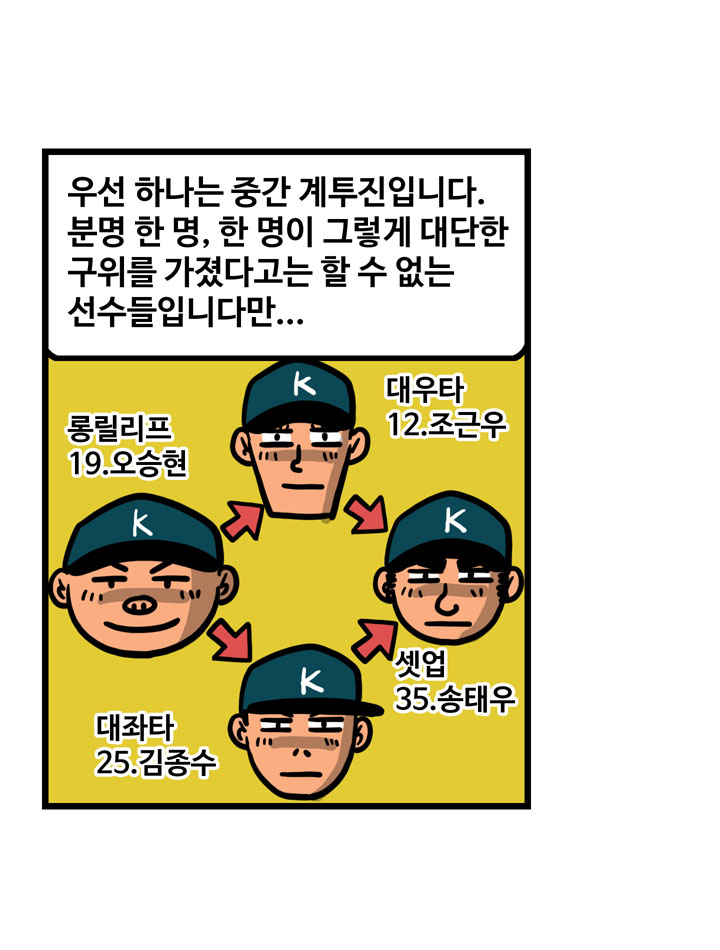 우선 하나는 중간 계투진입니다.
분명 한 명, 한 명이 그렇게 대단한
구위를 가졌다고는 할 수 없는
선수들입니다만...
K
대우타
12.조근우
롱릴리프
19.오승현
K
K
셋업
35.송태우
K
대좌타
25.김종수